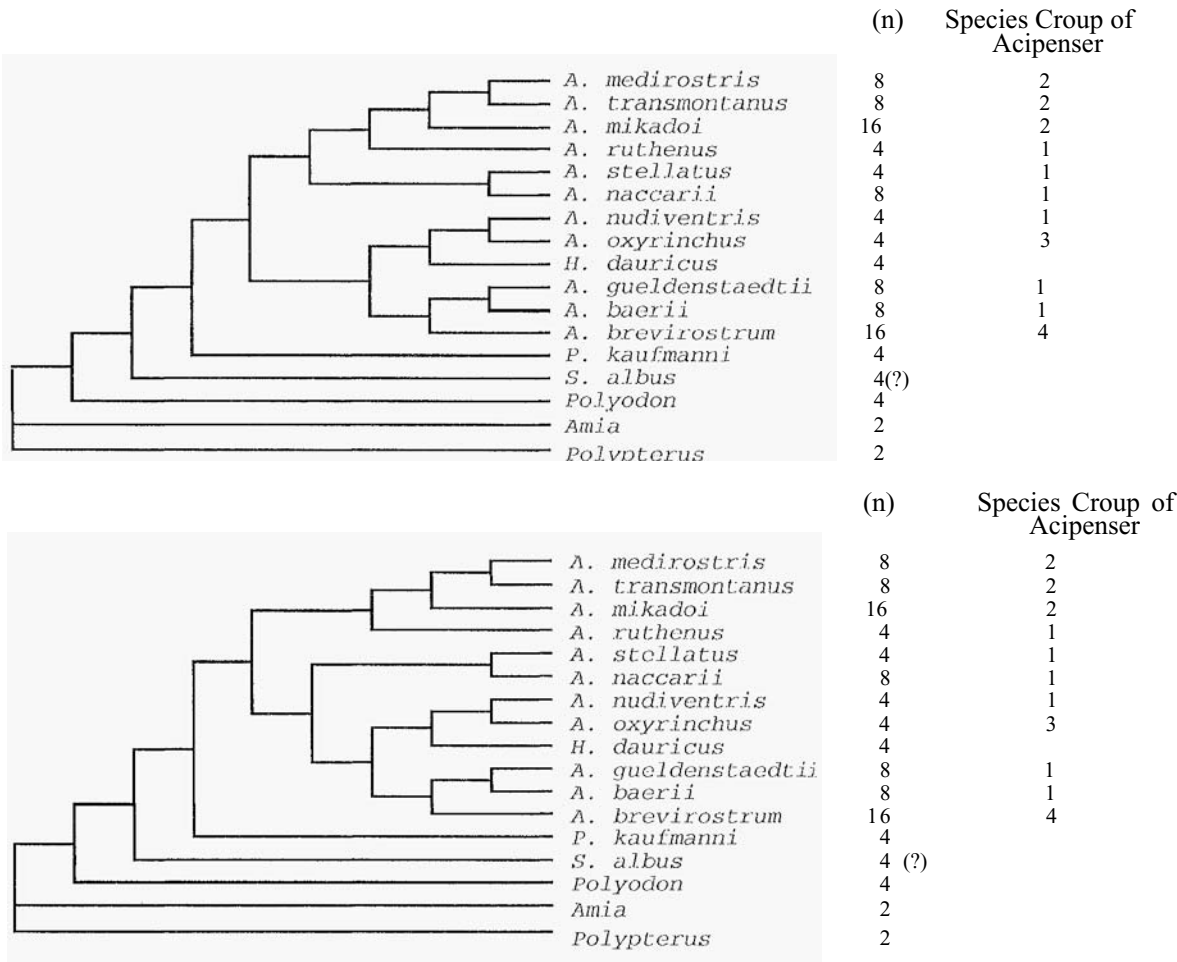 (n) Species Croup of
Acipenser
A. medirostris 8 2
A. transmontanus 8 2
A. mikadoi 16 2
A. ruthenus 4 1
A. stellatus 4 1
A. naccarii 8 1
A. nudiventris 4 1
A. oxyrinchus 4 3
H. dauricus 4
A. gueldenstaedtii 8 1
A. baerii 8 1
A. brevirostrum 16 4
P. kaufmanni 4
S. albus 4(?)
Polyodon 4
Amia 2
Polypterus 2
(n) Species Croup of
Acipenser
A. medirostris 8 2
A. transmontanus 8 2
A. mikadoi 16 2
A. ruthenus 4 1
A. stellatus 4 1
A. naccarii 8 1
A. nudiventris 4 1
A. oxyrinchus 4 3
H. dauricus 4
A. gueldenstaedtii 8 1
A. baerii 8 1
A. brevirostrum 16 4
P. kaufmanni 4
S. albus 4 (?)
Polyodon 4
Amia 2
Polypterus 2